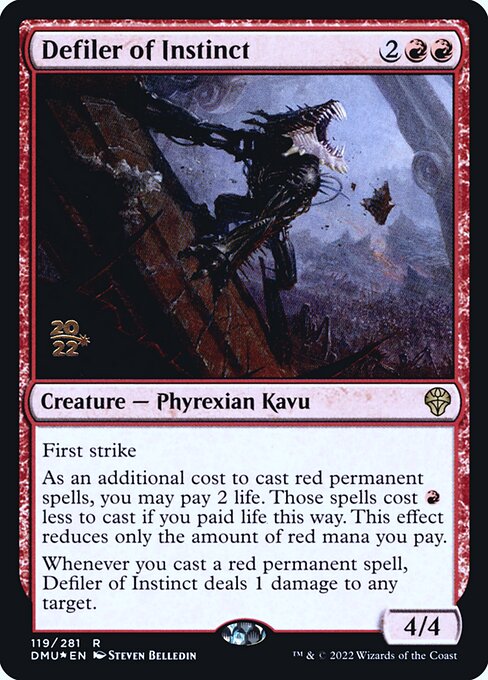 Defiler of Instinct 2
20
22
Creature — Phyrexian Kavu
First strike
As an additional cost to cast red permanent
spells, you may pay 2 life. Those spells cost
less to cast if you paid life this way. This effect
reduces only the amount of red mana you pay.
Whenever you cast a red permanent spell,
Defiler of Instinct deals 1 damage to any
target.
4/4
119/281 R
DMU★EN Steven Belledin
™ & © 2022 Wizards of the Coast